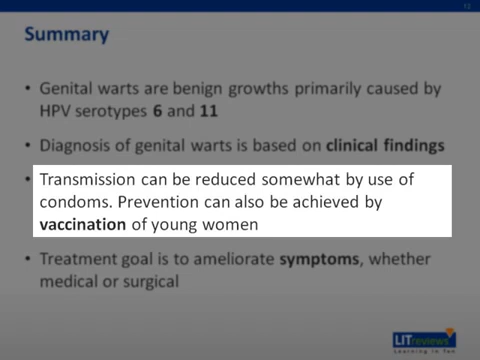 13
Summary
• Genital warts are benign growths primarily caused by
HPV serotypes 6 and 11
• Diagnosis of genital warts is based on clinical findings
• Transmission can be reduced somewhat by use of
condoms. Prevention can also be achieved by
vaccination of young women
• Treatment goal is to ameliorate symptoms, whether
medical or surgical
LITreviews
Learning is fun